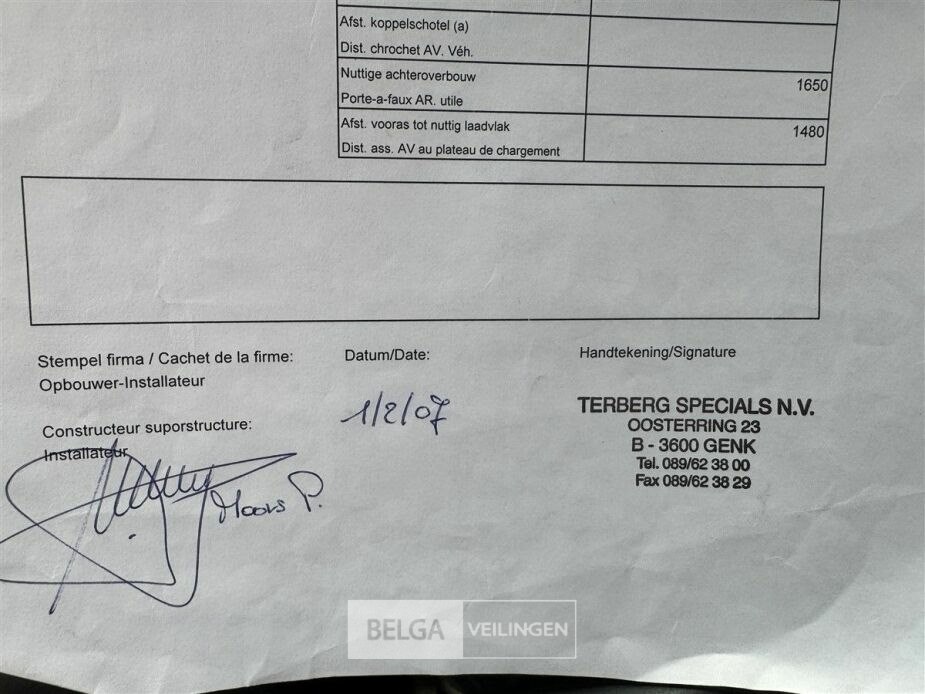 Afst. koppelschotel (a)
Dist. chrochet AV. Véh.
Nuttige achteroverbouw
Porte-a-faux AR. utile
1650
Afst. vooras tot nuttig laadvlak
Dist. ass. AV au plateau de chargement
1480
Stempel firma / Cachet de la firme:
Opbouwer-Installateur
Datum/Date:
Handtekening/Signature
1/2/07
TERBERG SPECIALS N.V.
OOSTERRING 23
B - 3600 GENK
Tel. 089/62 38 00
Fax 089/62 38 29
Constructeur suporstructure:
Installateur
Moors P.
BELGA VEILINGEN